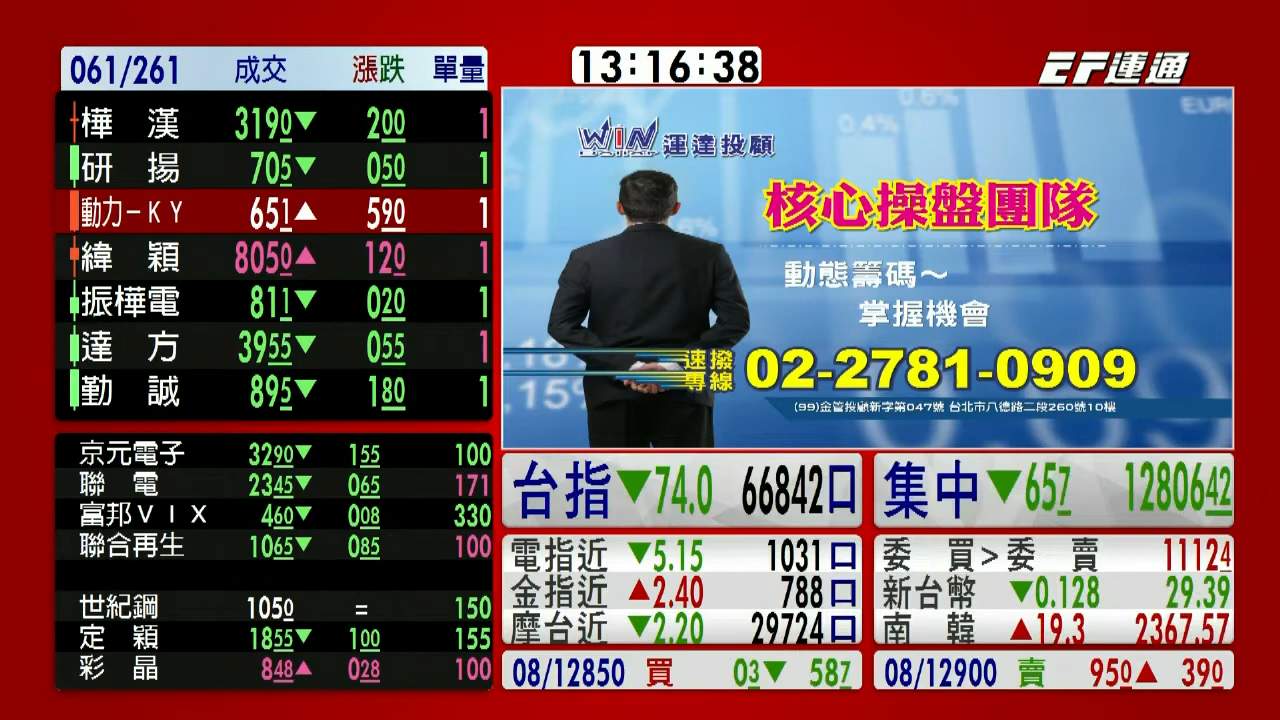 061/261 成交 漲跌 單量
樺漢 3190▼ 200 1
研揚 705▼ 050 1
動力-KY 651▲ 590 1
緯穎 8050▲ 120 1
振樺電 811▼ 020 1
達方 3955▼ 055 1
勤誠 895▼ 180 1
京元電子 3290▼ 155 100
聯電 2345▼ 065 171
富邦VIX 460▼ 008 330
聯合再生 1065▼ 085 100
世紀鋼 1050 = 150
定穎 1855▼ 100 155
彩晶 848▲ 028 100
13:16:38
EF運通
0.6%
EUR
0.4%
WIN 運達投顧
核心操盤團隊
動態籌碼～
掌握機會
速撥專線 02-2781-0909
(99)金管投顧新字第047號 台北市八德路二段260號10樓
台指▼74.0 66842口
集中▼657 1280642
電指近 ▼5.15 1031口
金指近 ▲2.40 788口
摩台近 ▼2.20 29724口
委買>委賣 11124
新台幣 ▼0.128 29.39
南韓 ▲19.3 2367.57
08/12850 買 03▼ 587
08/12900 賣 950▲ 390